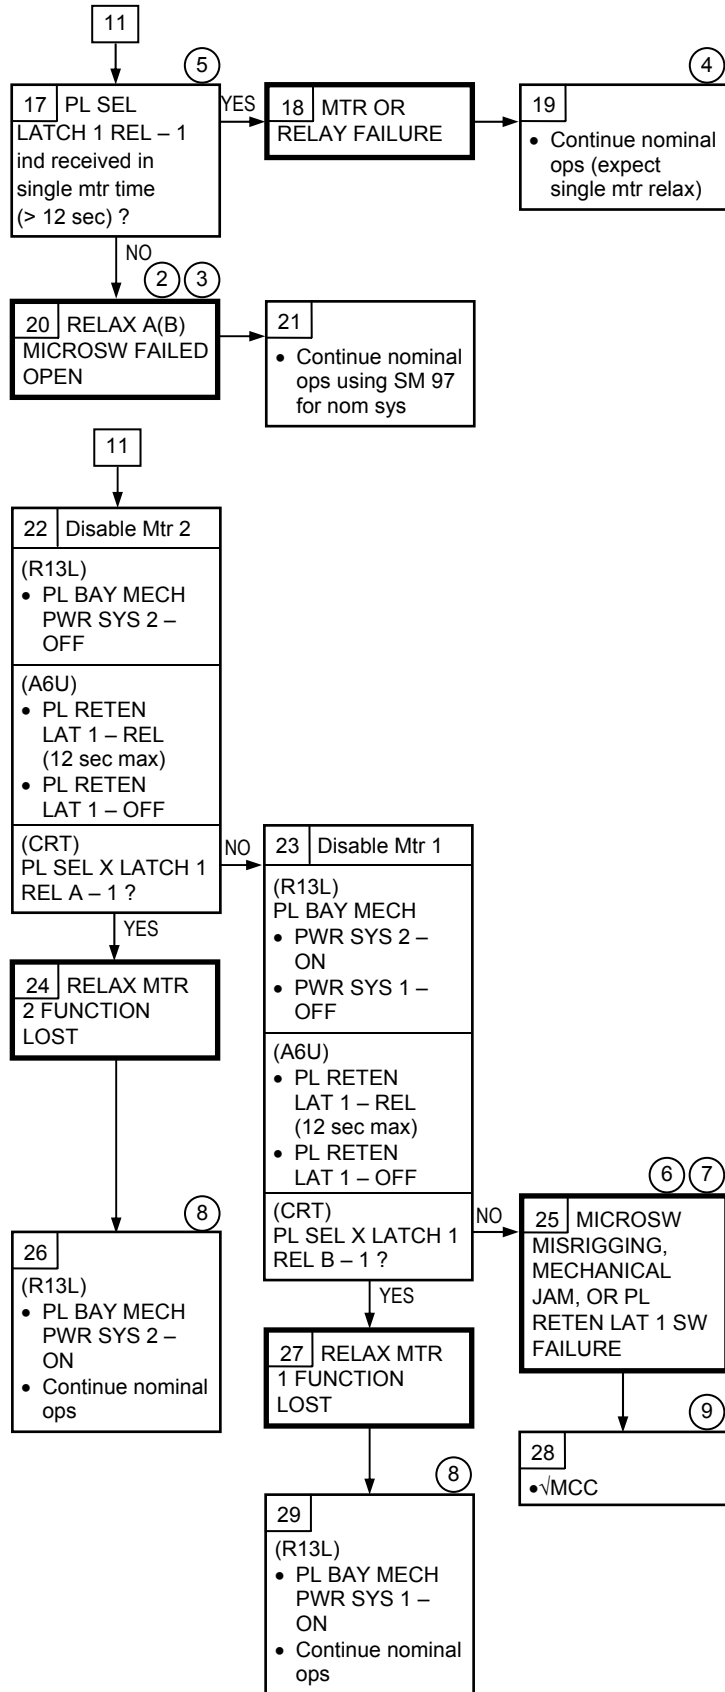 11
5
17 PL SEL
LATCH 1 REL – 1
ind received in
single mtr time
(> 12 sec) ?
YES
18 MTR OR
RELAY FAILURE
4
19
• Continue nominal
ops (expect
single mtr relax)
NO
2 3
20 RELAX A(B)
MICROSW FAILED
OPEN
21
• Continue nominal
ops using SM 97
for nom sys
11
22 Disable Mtr 2
(R13L)
• PL BAY MECH
PWR SYS 2 –
OFF
(A6U)
• PL RETEN
LAT 1 – REL
(12 sec max)
• PL RETEN
LAT 1 – OFF
(CRT)
PL SEL X LATCH 1
REL A – 1 ?
NO
YES
23 Disable Mtr 1
(R13L)
PL BAY MECH
• PWR SYS 2 –
ON
• PWR SYS 1 –
OFF
(A6U)
• PL RETEN
LAT 1 – REL
(12 sec max)
• PL RETEN
LAT 1 – OFF
(CRT)
PL SEL X LATCH 1
REL B – 1 ?
NO
YES
24 RELAX MTR
2 FUNCTION
LOST
6 7
25 MICROSW
MISRIGGING,
MECHANICAL
JAM, OR PL
RETEN LAT 1 SW
FAILURE
8
26
(R13L)
• PL BAY MECH
PWR SYS 2 –
ON
• Continue nominal
ops
27 RELAX MTR
1 FUNCTION
LOST
9
28
•√MCC
8
29
(R13L)
• PL BAY MECH
PWR SYS 1 –
ON
• Continue nominal
ops